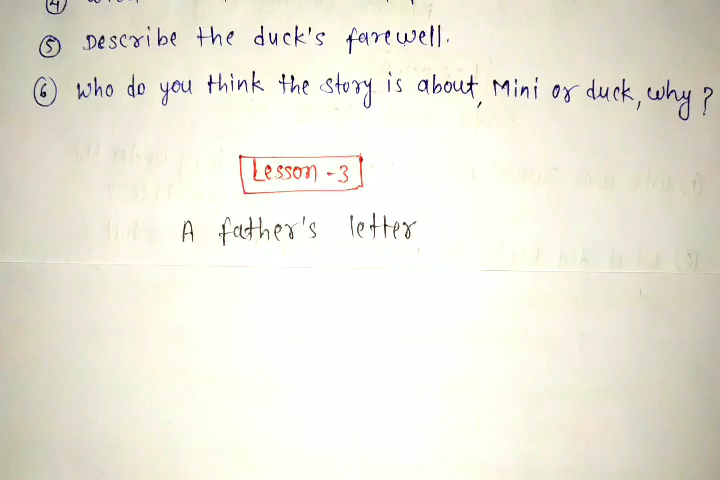 ④
⑤ Describe the duck's farewell.
⑥ Who do you think the story is about, Mini or duck, why?
Lesson-3
A father's letter